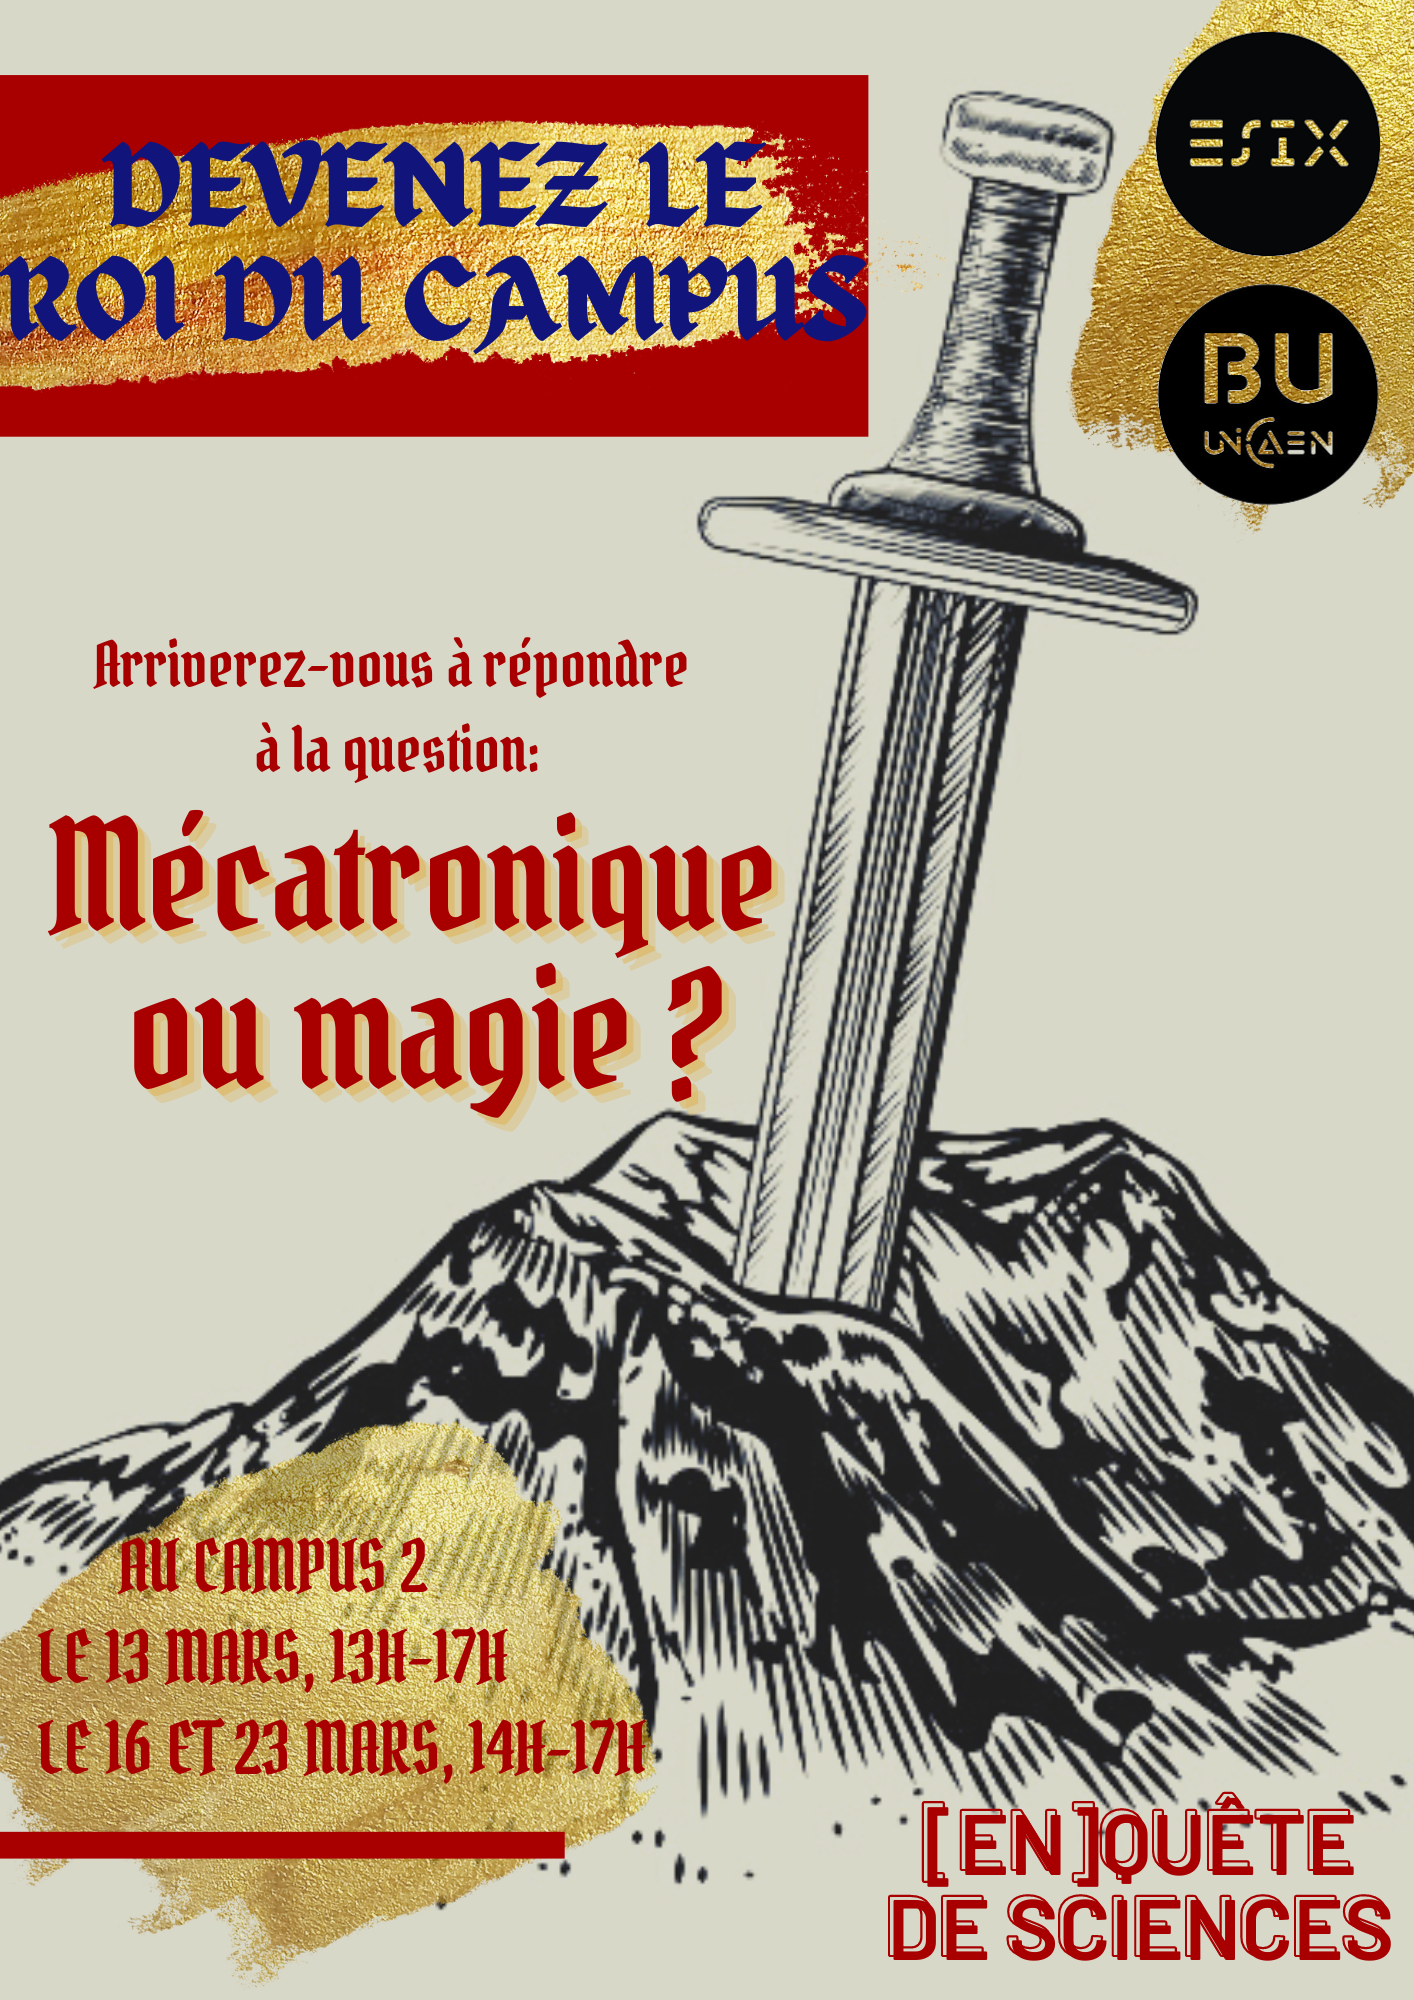 DEVENEZ LE
ROI DU CAMPUS
ESIX
BU
UNICAEN
Arriverez-vous à répondre
à la question:
Mécatronique
ou magie ?
AU CAMPUS 2
LE 13 MARS, 13H-17H
LE 16 ET 23 MARS, 14H-17H
[EN]QUÊTE
DE SCIENCES